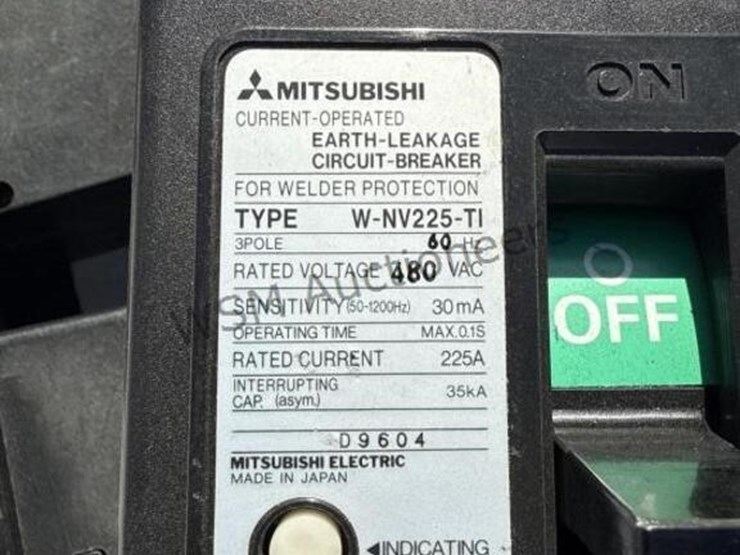 MITSUBISHI
CURRENT-OPERATED
EARTH-LEAKAGE
CIRCUIT-BREAKER
FOR WELDER PROTECTION
TYPE W-NV225-TI
3POLE 60 Hz
RATED VOLTAGE 480 VAC
SENSITIVITY (50-1200Hz) 30mA
OPERATING TIME MAX.0.1S
RATED CURRENT 225A
INTERRUPTING
CAP. (asym.) 35kA
D9604
MITSUBISHI ELECTRIC
MADE IN JAPAN
◀INDICATING
ON
OFF
WSM Auctioneers